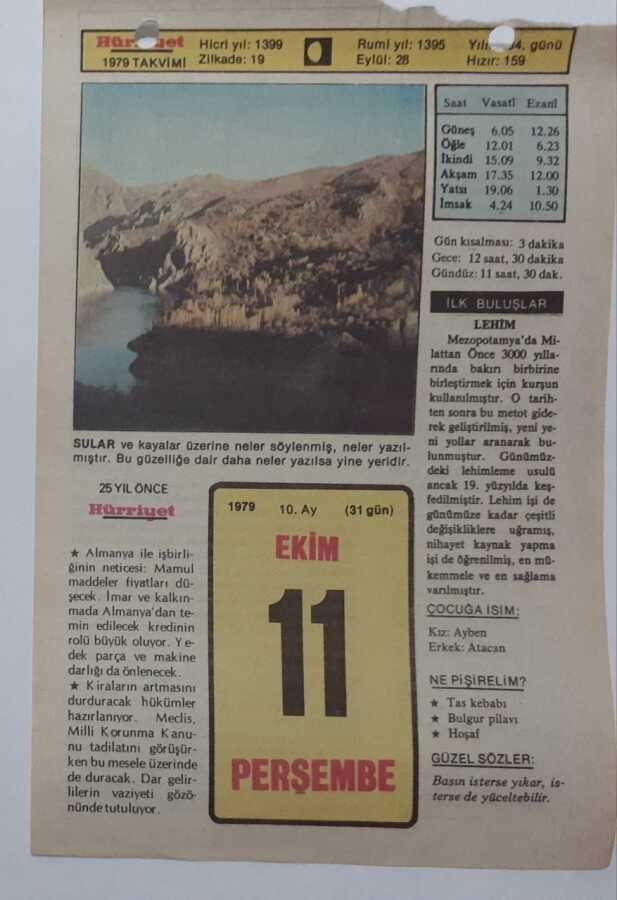 Hürriyet
1979 TAKVİMİ
Hicri yıl: 1399
Zilkade: 19
Rumi yıl: 1395
Eylül: 28
günü
Hızır: 159
Saat Vasatî Ezanî
Güneş 6.05 12.26
Öğle 12.01 6.23
İkindi 15.09 9.32
Akşam 17.35 12.00
Yatsı 19.06 1.30
İmsak 4.24 10.50
Gün kısalması: 3 dakika
Gece: 12 saat, 30 dakika
Gündüz: 11 saat, 30 dak.
SULAR ve kayalar üzerine neler söylenmiş, neler yazıl-
mıştır. Bu güzelliğe dair daha neler yazılsa yine yeridir.
25 YIL ÖNCE
Hürriyet
★ Almanya ile işbirli-
ğinin neticesi: Mamul
maddeler fiyatları dü-
şecek. İmar ve kalkın-
mada Almanya'dan te-
min edilecek kredinin
rolü büyük oluyor. Ye-
dek parça ve makine
darlığı da önlenecek.
★ Kiraların artmasını
durduracak hükümler
hazırlanıyor. Meclis,
Milli Korunma Kanu-
nu tadilatını görüşür-
ken bu mesele üzerinde
de duracak. Dar gelir-
lilerin vaziyeti gözö-
nünde tutuluyor.
1979 10. Ay (31 gün)
EKİM
11
PERŞEMBE
İLK BULUŞLAR
LEHİM
Mezopotamya'da Mi-
lattan Önce 3000 yılla-
rında bakırı birbirine
birleştirmek için kurşun
kullanılmıştır. O tarih-
ten sonra bu metot gide-
rek geliştirilmiş, yeni ye-
ni yollar aranarak bu-
lunmuştur. Günümüz-
deki lehimleme usulü
ancak 19. yüzyılda keş-
fedilmiştir. Lehim işi de
günümüze kadar çeşitli
değişikliklere uğramış,
nihayet kaynak yapma
işi de öğrenilmiş, en mü-
kemmele ve en sağlama
varılmıştır.
ÇOCUĞA İSİM:
Kız: Ayben
Erkek: Atacan
NE PİŞİRELİM?
★ Tas kebabı
★ Bulgur pilavı
★ Hoşaf
GÜZEL SÖZLER:
Basın isterse yıkar, is-
terse de yüceltebilir.